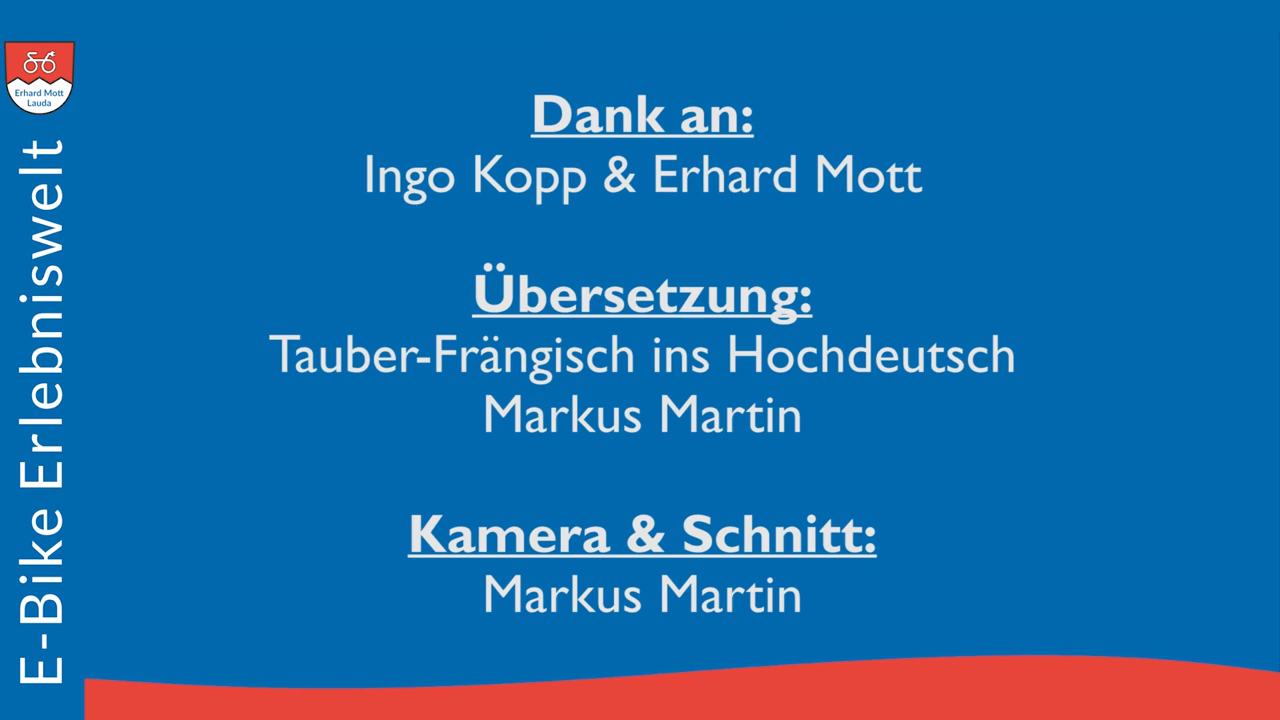 Erhard Mott
Lauda
E-Bike Erlebniswelt
Dank an:
Ingo Kopp & Erhard Mott
Übersetzung:
Tauber-Frängisch ins Hochdeutsch
Markus Martin
Kamera & Schnitt:
Markus Martin